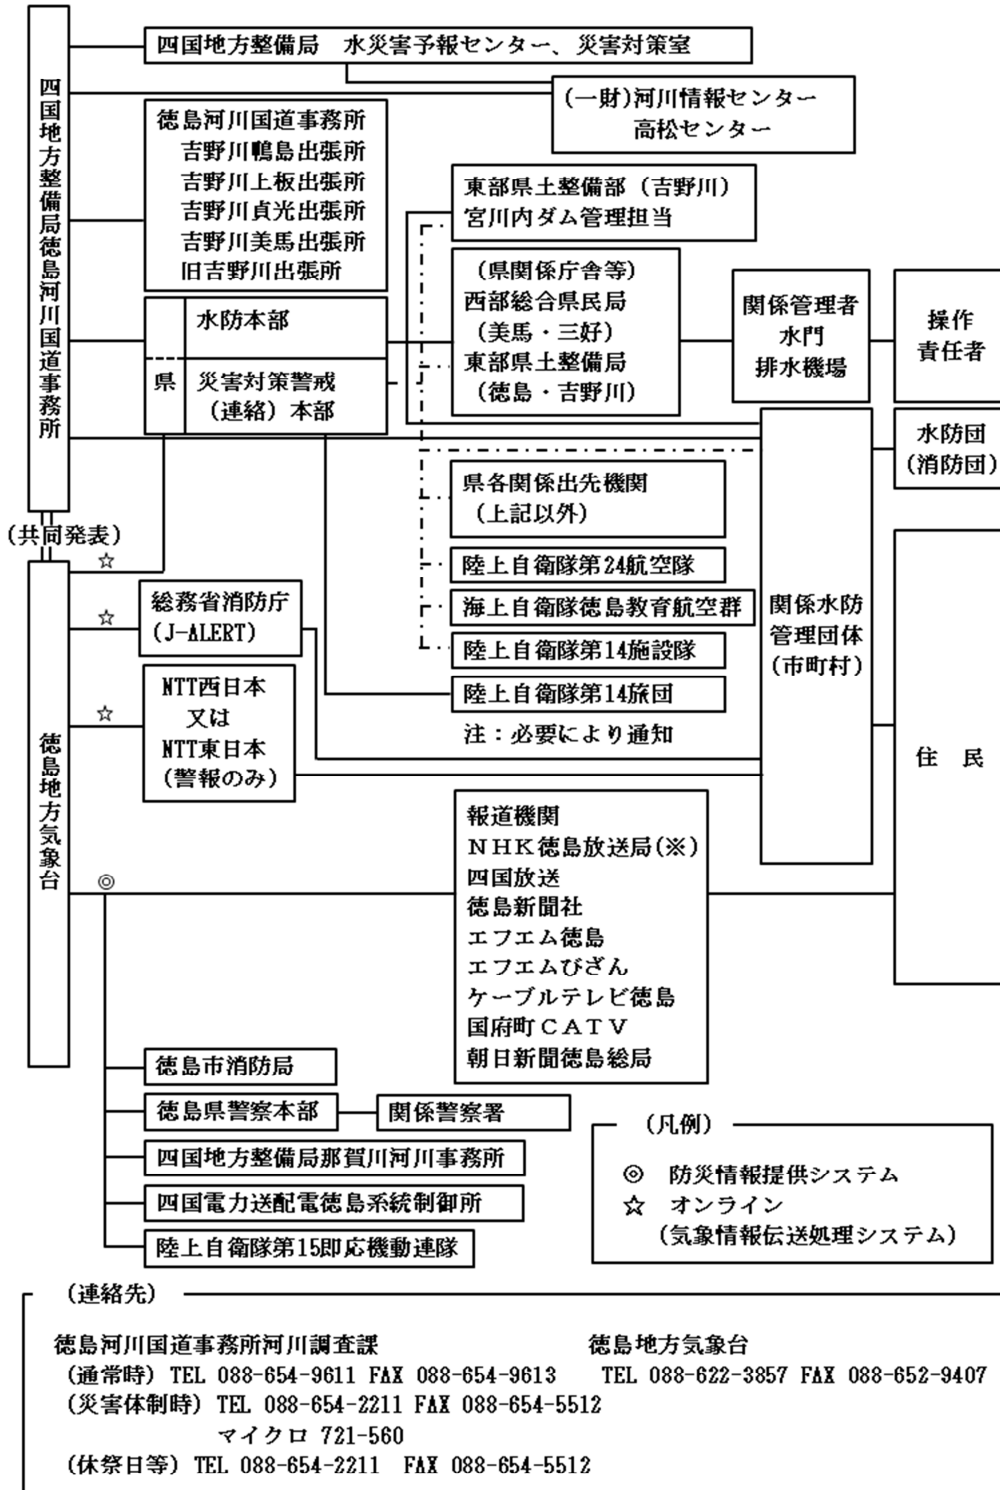 四国地方整備局徳島河川国道事務所
四国地方整備局　水災害予報センター、災害対策室
(一財)河川情報センター
高松センター
徳島河川国道事務所
吉野川鴨島出張所
吉野川上板出張所
吉野川貞光出張所
吉野川美馬出張所
旧吉野川出張所
東部県土整備部（吉野川）
宮川内ダム管理担当
県
水防本部
災害対策警戒
（連絡）本部
（県関係庁舎等）
西部総合県民局
（美馬・三好）
東部県土整備局
（徳島・吉野川）
関係管理者
水門
排水機場
操作
責任者
水防団
(消防団)
県各関係出先機関
（上記以外）
陸上自衛隊第24航空隊
海上自衛隊徳島教育航空群
陸上自衛隊第14施設隊
陸上自衛隊第14旅団
注：必要により通知
関係水防
管理団体
(市町村)
住　民
(共同発表)
徳島地方気象台
☆
☆
総務省消防庁
(J-ALERT)
☆
NTT西日本
又は
NTT東日本
(警報のみ)
◎
報道機関
ＮＨＫ徳島放送局(※)
四国放送
徳島新聞社
エフエム徳島
エフエムびざん
ケーブルテレビ徳島
国府町ＣＡＴＶ
朝日新聞徳島総局
徳島市消防局
徳島県警察本部
関係警察署
四国地方整備局那賀川河川事務所
四国電力送配電徳島系統制御所
陸上自衛隊第15即応機動連隊
（凡例）
◎　防災情報提供システム
☆　オンライン
(気象情報伝送処理システム)
（連絡先）
徳島河川国道事務所河川調査課
(通常時) TEL 088-654-9611 FAX 088-654-9613
(災害体制時) TEL 088-654-2211 FAX 088-654-5512
マイクロ 721-560
(休祭日等) TEL 088-654-2211 FAX 088-654-5512
徳島地方気象台
TEL 088-622-3857 FAX 088-652-9407